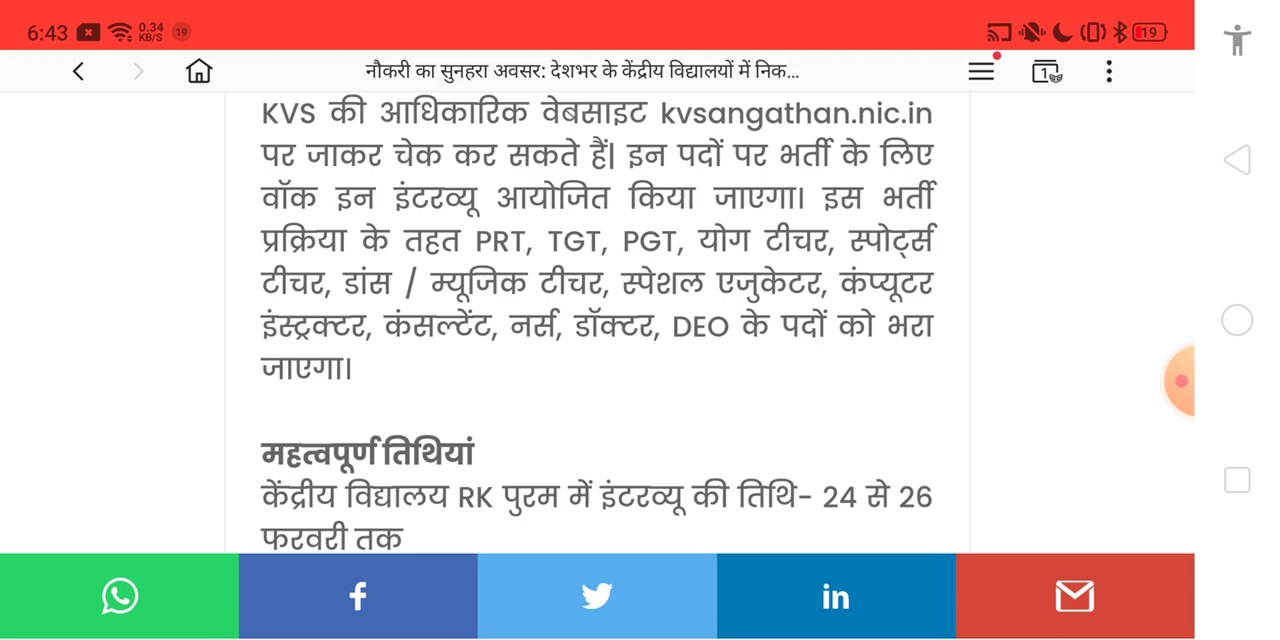 6:43 0.34 KB/S 19 19
नौकरी का सुनहरा अवसर: देशभर के केंद्रीय विद्यालयों में निक... 1
KVS की आधिकारिक वेबसाइट kvsangathan.nic.in
पर जाकर चेक कर सकते हैं| इन पदों पर भर्ती के लिए
वॉक इन इंटरव्यू आयोजित किया जाएगा। इस भर्ती
प्रक्रिया के तहत PRT, TGT, PGT, योग टीचर, स्पोर्ट्स
टीचर, डांस / म्यूजिक टीचर, स्पेशल एजुकेटर, कंप्यूटर
इंस्ट्रक्टर, कंसल्टेंट, नर्स, डॉक्टर, DEO के पदों को भरा
जाएगा।
महत्वपूर्ण तिथियां
केंद्रीय विद्यालय RK पुरम में इंटरव्यू की तिथि- 24 से 26
फरवरी तक
f in